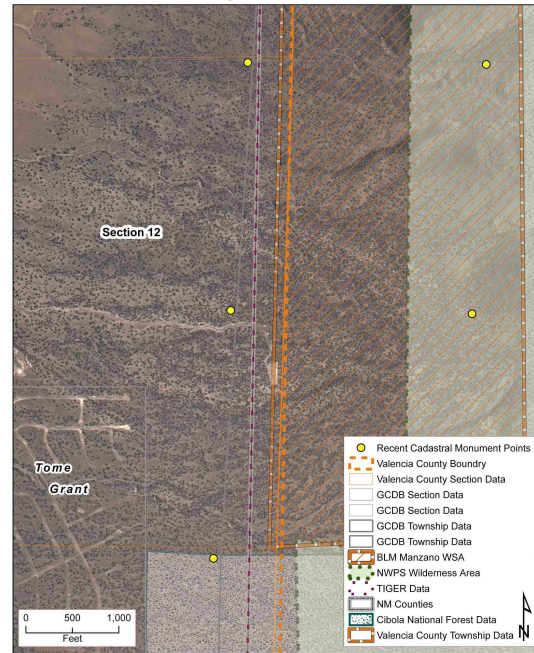 Section 12
Tome
Grant
Recent Cadastral Monument Points
Valencia County Boundry
Valencia County Section Data
GCDB Section Data
GCDB Section Data
GCDB Township Data
GCDB Township Data
BLM Manzano WSA
NWPS Wilderness Area
TIGER Data
NM Counties
Cibola National Forest Data
Valencia County Township Data
0 500 1,000
Feet
N